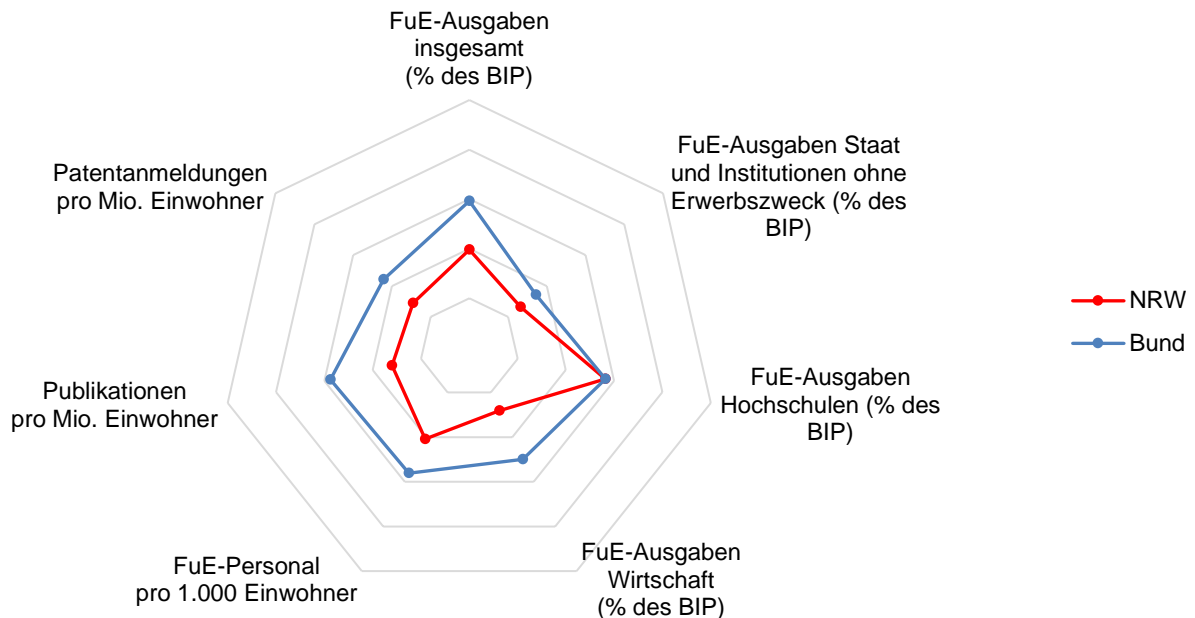 FuE-Ausgaben
insgesamt
(% des BIP)
FuE-Ausgaben Staat
und Institutionen ohne
Erwerbszweck (% des
BIP)
FuE-Ausgaben
Hochschulen (% des
BIP)
FuE-Ausgaben
Wirtschaft
(% des BIP)
FuE-Personal
pro 1.000 Einwohner
Publikationen
pro Mio. Einwohner
Patentanmeldungen
pro Mio. Einwohner
NRW
Bund